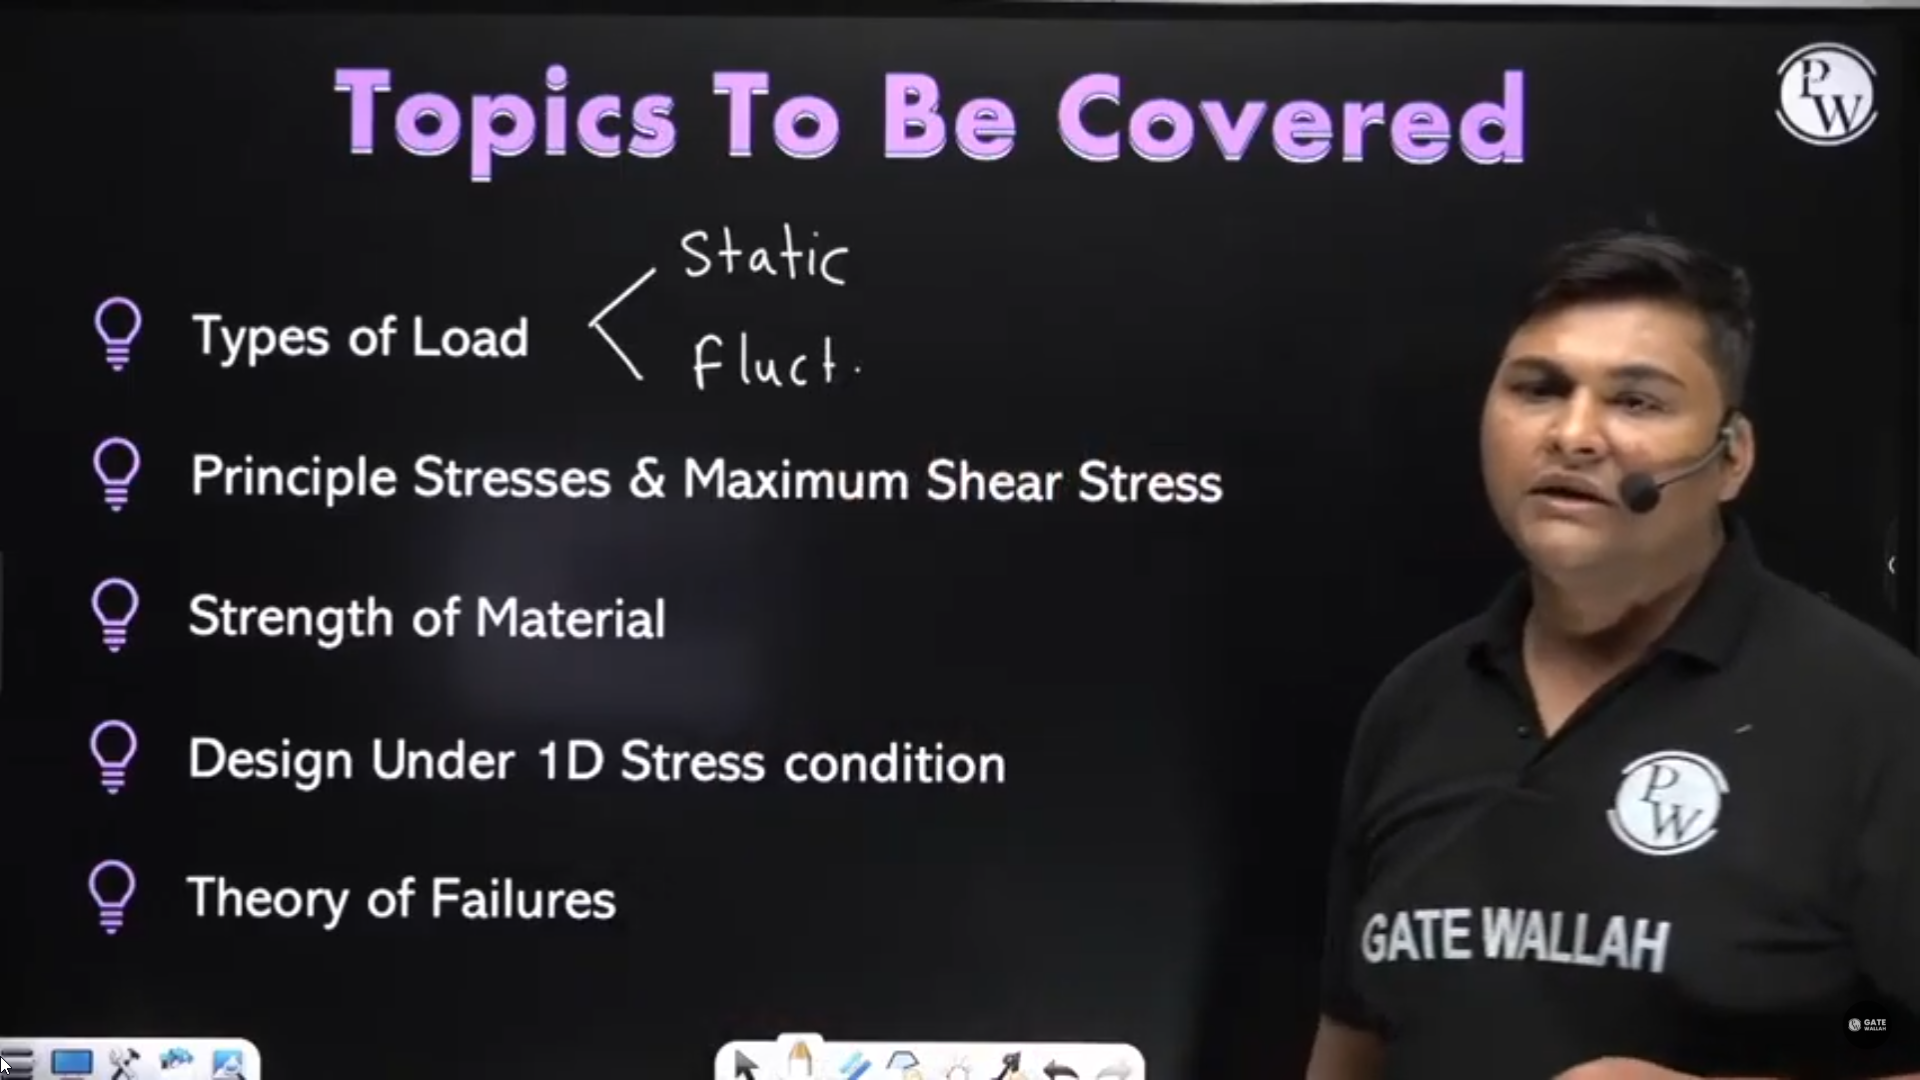 Topics To Be Covered
PW
Static
Types of Load
fluct.
Principle Stresses & Maximum Shear Stress
Strength of Material
Design Under 1D Stress condition
Theory of Failures
PW
GATE WALLAH
GATE
WALLAH